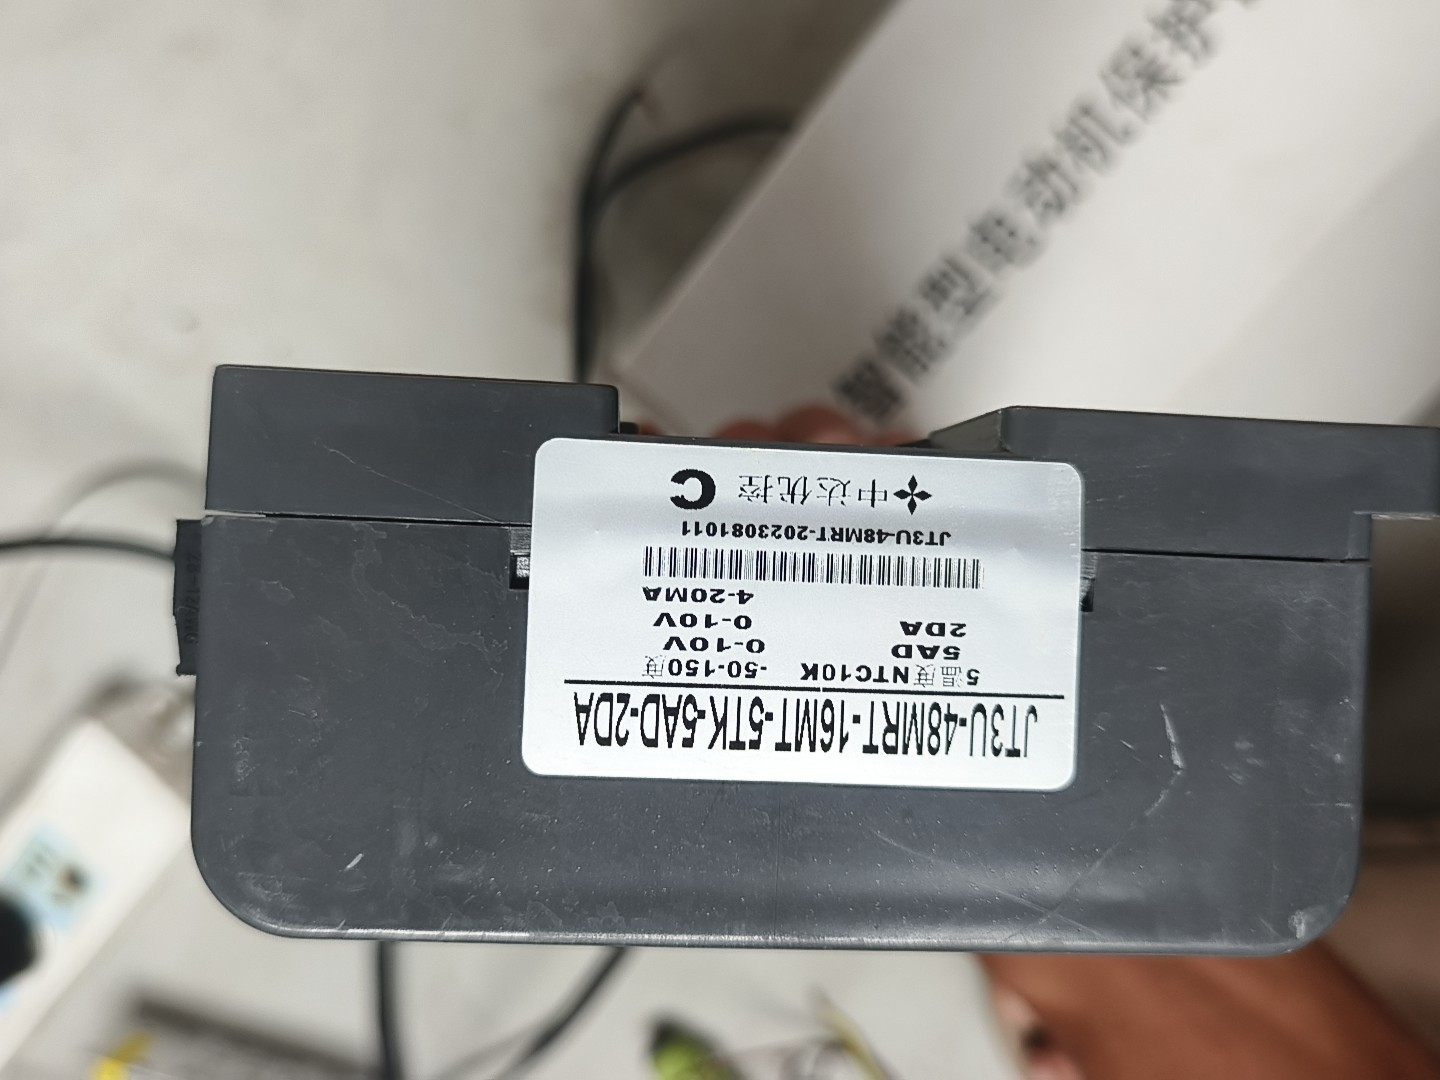 智能型电动机保护
中达优控 C
JT3U-48MRT-2023081011
4-20MA
0-10V
2DA
5AD 0-10V
5温度NTC10K -50-150度
JT3U-48MRT-16MT-5TK-5AD-2DA